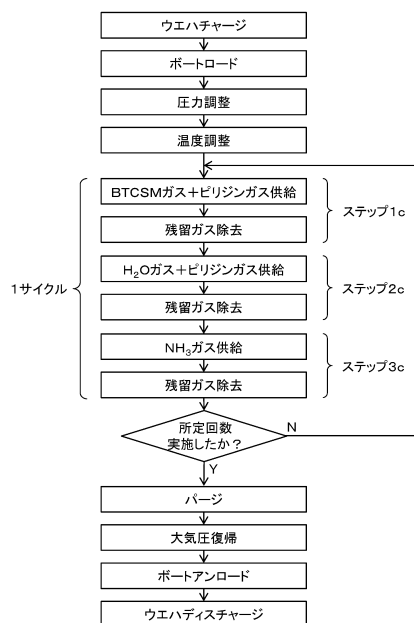 ウエハチャージ
ボートロード
圧力調整
温度調整
BTCSMガス+ピリジンガス供給
残留ガス除去
ステップ1c
H₂Oガス+ピリジンガス供給
残留ガス除去
ステップ2c
1サイクル
NH₃ガス供給
残留ガス除去
ステップ3c
所定回数
実施したか?
N
Y
パージ
大気圧復帰
ボートアンロード
ウエハディスチャージ